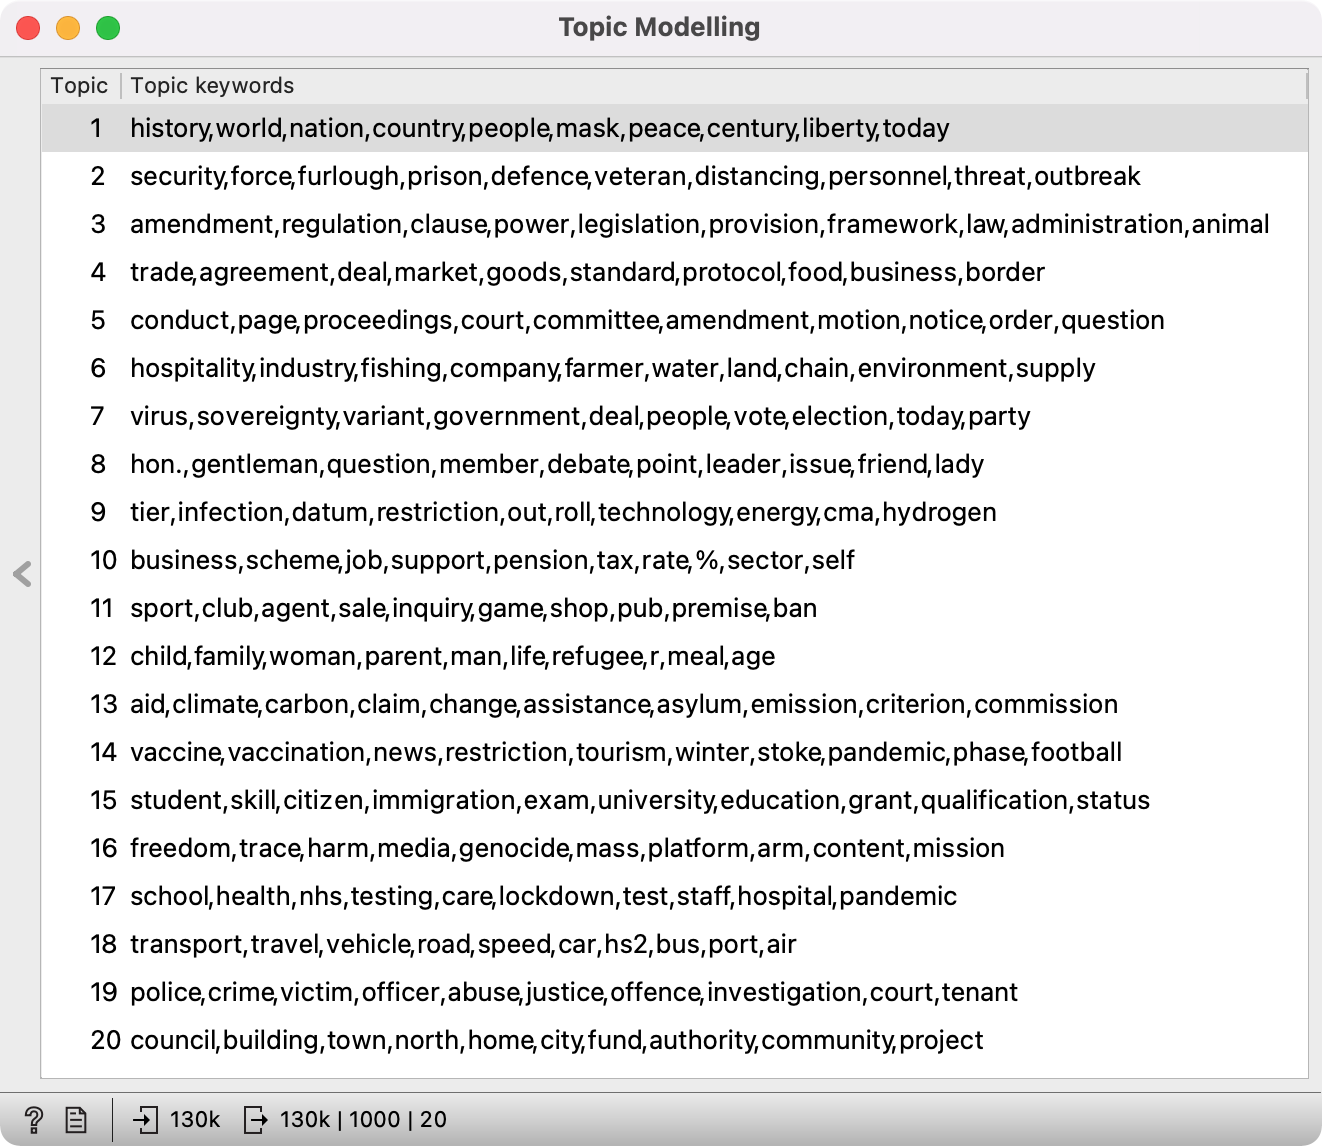 Topic Modelling
Topic Topic keywords
1 history,world,nation,country,people,mask,peace,century,liberty,today
2 security,force,furlough,prison,defence,veteran,distancing,personnel,threat,outbreak
3 amendment,regulation,clause,power,legislation,provision,framework,law,administration,animal
4 trade,agreement,deal,market,goods,standard,protocol,food,business,border
5 conduct,page,proceedings,court,committee,amendment,motion,notice,order,question
6 hospitality,industry,fishing,company,farmer,water,land,chain,environment,supply
7 virus,sovereignty,variant,government,deal,people,vote,election,today,party
8 hon.,gentleman,question,member,debate,point,leader,issue,friend,lady
9 tier,infection,datum,restriction,out,roll,technology,energy,cma,hydrogen
10 business,scheme,job,support,pension,tax,rate,%,sector,self
11 sport,club,agent,sale,inquiry,game,shop,pub,premise,ban
12 child,family,woman,parent,man,life,refugee,r,meal,age
13 aid,climate,carbon,claim,change,assistance,asylum,emission,criterion,commission
14 vaccine,vaccination,news,restriction,tourism,winter,stoke,pandemic,phase,football
15 student,skill,citizen,immigration,exam,university,education,grant,qualification,status
16 freedom,trace,harm,media,genocide,mass,platform,arm,content,mission
17 school,health,nhs,testing,care,lockdown,test,staff,hospital,pandemic
18 transport,travel,vehicle,road,speed,car,hs2,bus,port,air
19 police,crime,victim,officer,abuse,justice,offence,investigation,court,tenant
20 council,building,town,north,home,city,fund,authority,community,project
? 130k 130k | 1000 | 20